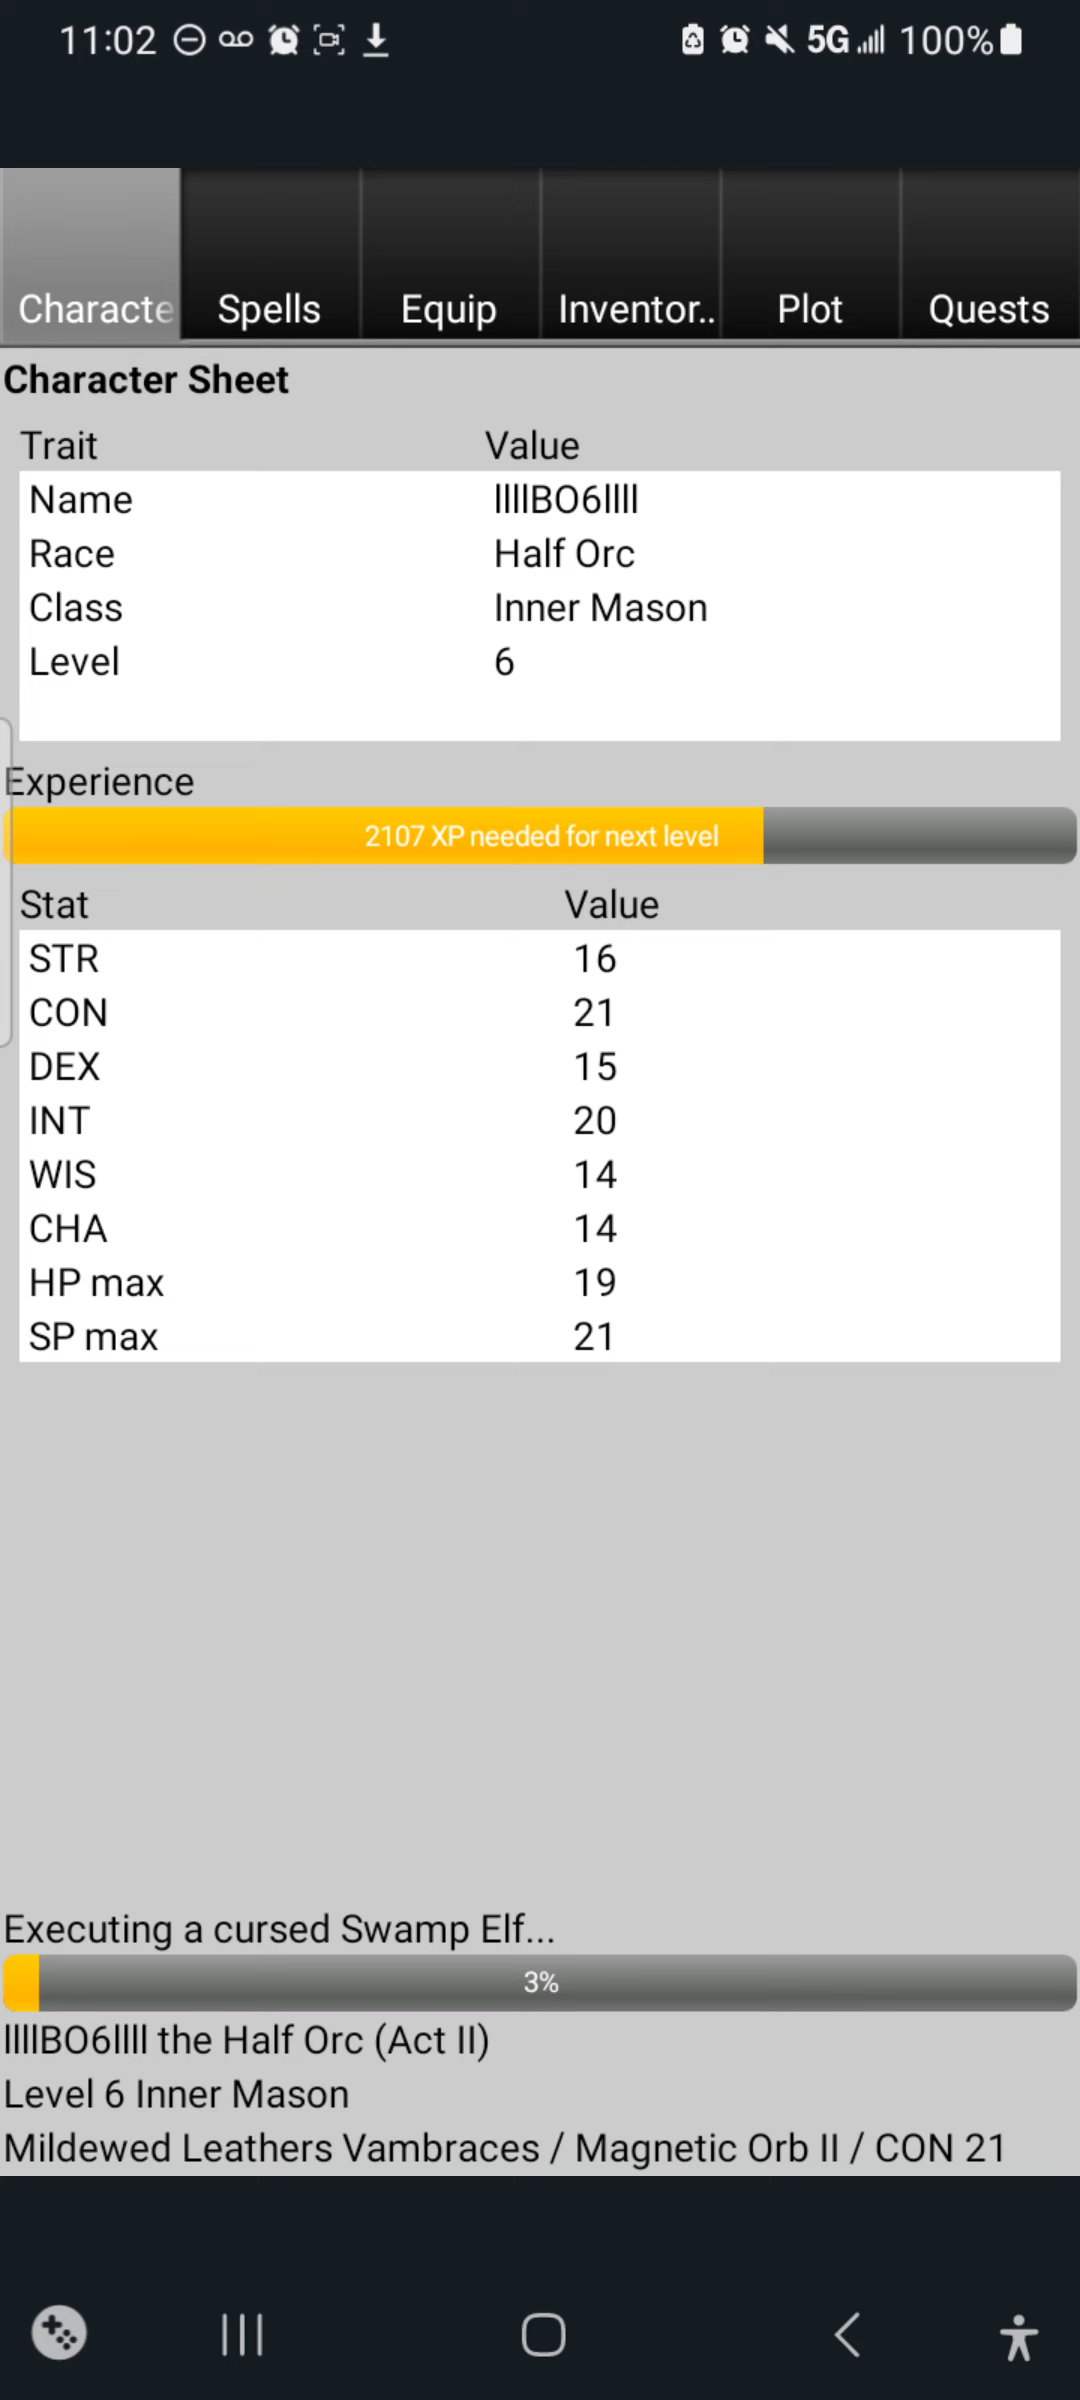 11:02 5G 100%
Characte Spells Equip Inventor.. Plot Quests
Character Sheet
Trait Value
Name llllBO6llll
Race Half Orc
Class Inner Mason
Level 6
Experience
2107 XP needed for next level
Stat Value
STR 16
CON 21
DEX 15
INT 20
WIS 14
CHA 14
HP max 19
SP max 21
Executing a cursed Swamp Elf...
3%
llllBO6llll the Half Orc (Act II)
Level 6 Inner Mason
Mildewed Leathers Vambraces / Magnetic Orb II / CON 21